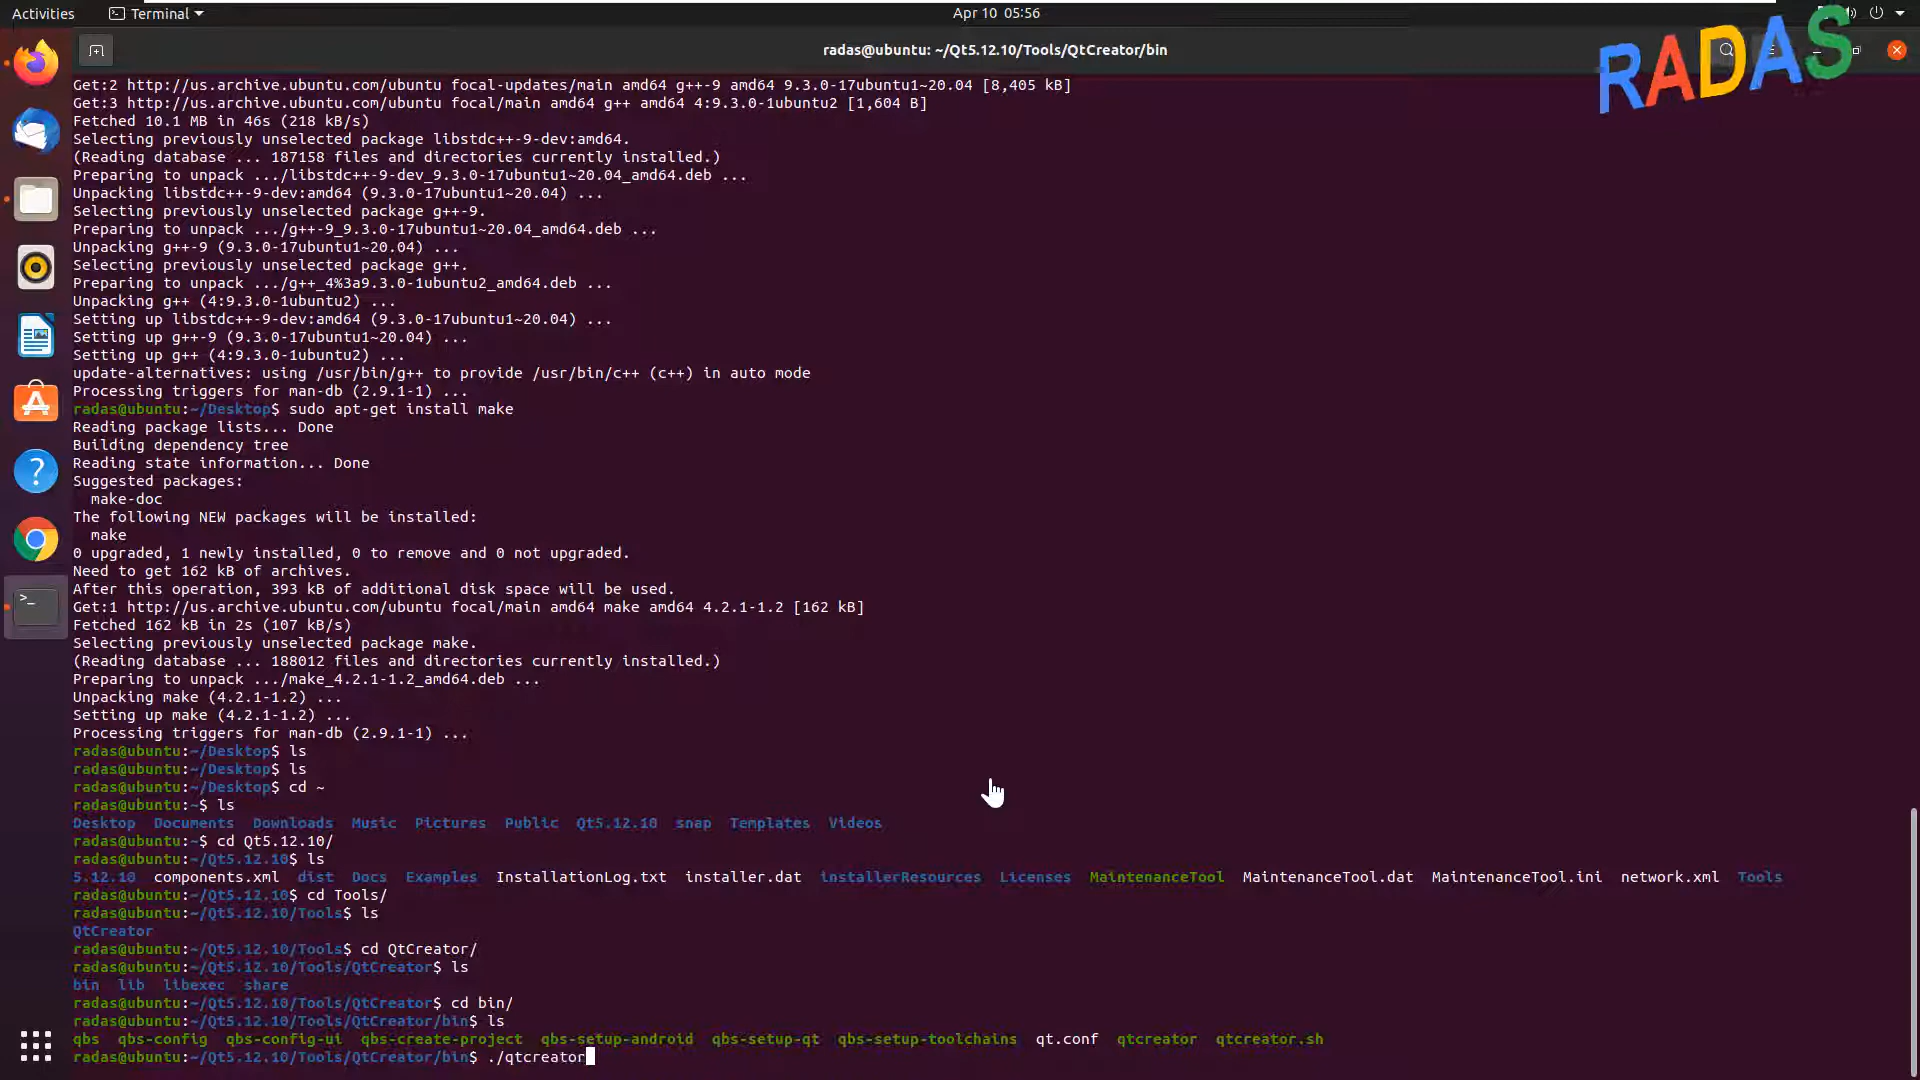 Activities
Terminal
Apr 10 05:56
radas@ubuntu: ~/Qt5.12.10/Tools/QtCreator/bin
RADAS
Get:2 http://us.archive.ubuntu.com/ubuntu focal-updates/main amd64 g++-9 amd64 9.3.0-17ubuntu1~20.04 [8,405 kB]
Get:3 http://us.archive.ubuntu.com/ubuntu focal/main amd64 g++ amd64 4:9.3.0-1ubuntu2 [1,604 B]
Fetched 10.1 MB in 46s (218 kB/s)
Selecting previously unselected package libstdc++-9-dev:amd64.
(Reading database ... 187158 files and directories currently installed.)
Preparing to unpack .../libstdc++-9-dev_9.3.0-17ubuntu1~20.04_amd64.deb ...
Unpacking libstdc++-9-dev:amd64 (9.3.0-17ubuntu1~20.04) ...
Selecting previously unselected package g++-9.
Preparing to unpack .../g++-9_9.3.0-17ubuntu1~20.04_amd64.deb ...
Unpacking g++-9 (9.3.0-17ubuntu1~20.04) ...
Selecting previously unselected package g++.
Preparing to unpack .../g++_4%3a9.3.0-1ubuntu2_amd64.deb ...
Unpacking g++ (4:9.3.0-1ubuntu2) ...
Setting up libstdc++-9-dev:amd64 (9.3.0-17ubuntu1~20.04) ...
Setting up g++-9 (9.3.0-17ubuntu1~20.04) ...
Setting up g++ (4:9.3.0-1ubuntu2) ...
update-alternatives: using /usr/bin/g++ to provide /usr/bin/c++ (c++) in auto mode
Processing triggers for man-db (2.9.1-1) ...
radas@ubuntu:~/Desktop$ sudo apt-get install make
Reading package lists... Done
Building dependency tree
Reading state information... Done
Suggested packages:
make-doc
The following NEW packages will be installed:
make
0 upgraded, 1 newly installed, 0 to remove and 0 not upgraded.
Need to get 162 kB of archives.
After this operation, 393 kB of additional disk space will be used.
Get:1 http://us.archive.ubuntu.com/ubuntu focal/main amd64 make amd64 4.2.1-1.2 [162 kB]
Fetched 162 kB in 2s (107 kB/s)
Selecting previously unselected package make.
(Reading database ... 188012 files and directories currently installed.)
Preparing to unpack .../make_4.2.1-1.2_amd64.deb ...
Unpacking make (4.2.1-1.2) ...
Setting up make (4.2.1-1.2) ...
Processing triggers for man-db (2.9.1-1) ...
radas@ubuntu:~/Desktop$ ls
radas@ubuntu:~/Desktop$ ls
radas@ubuntu:~/Desktop$ cd ~
radas@ubuntu:~$ ls
Desktop Documents Downloads Music Pictures Public Qt5.12.10 snap Templates Videos
radas@ubuntu:~$ cd Qt5.12.10/
radas@ubuntu:~/Qt5.12.10$ ls
5.12.10 components.xml dist Docs Examples InstallationLog.txt installer.dat installerResources Licenses MaintenanceTool MaintenanceTool.dat MaintenanceTool.ini network.xml Tools
radas@ubuntu:~/Qt5.12.10$ cd Tools/
radas@ubuntu:~/Qt5.12.10/Tools$ ls
QtCreator
radas@ubuntu:~/Qt5.12.10/Tools$ cd QtCreator/
radas@ubuntu:~/Qt5.12.10/Tools/QtCreator$ ls
bin lib libexec share
radas@ubuntu:~/Qt5.12.10/Tools/QtCreator$ cd bin/
radas@ubuntu:~/Qt5.12.10/Tools/QtCreator/bin$ ls
qbs qbs-config qbs-config-ui qbs-create-project qbs-setup-android qbs-setup-qt qbs-setup-toolchains qt.conf qtcreator qtcreator.sh
radas@ubuntu:~/Qt5.12.10/Tools/QtCreator/bin$ ./qtcreator